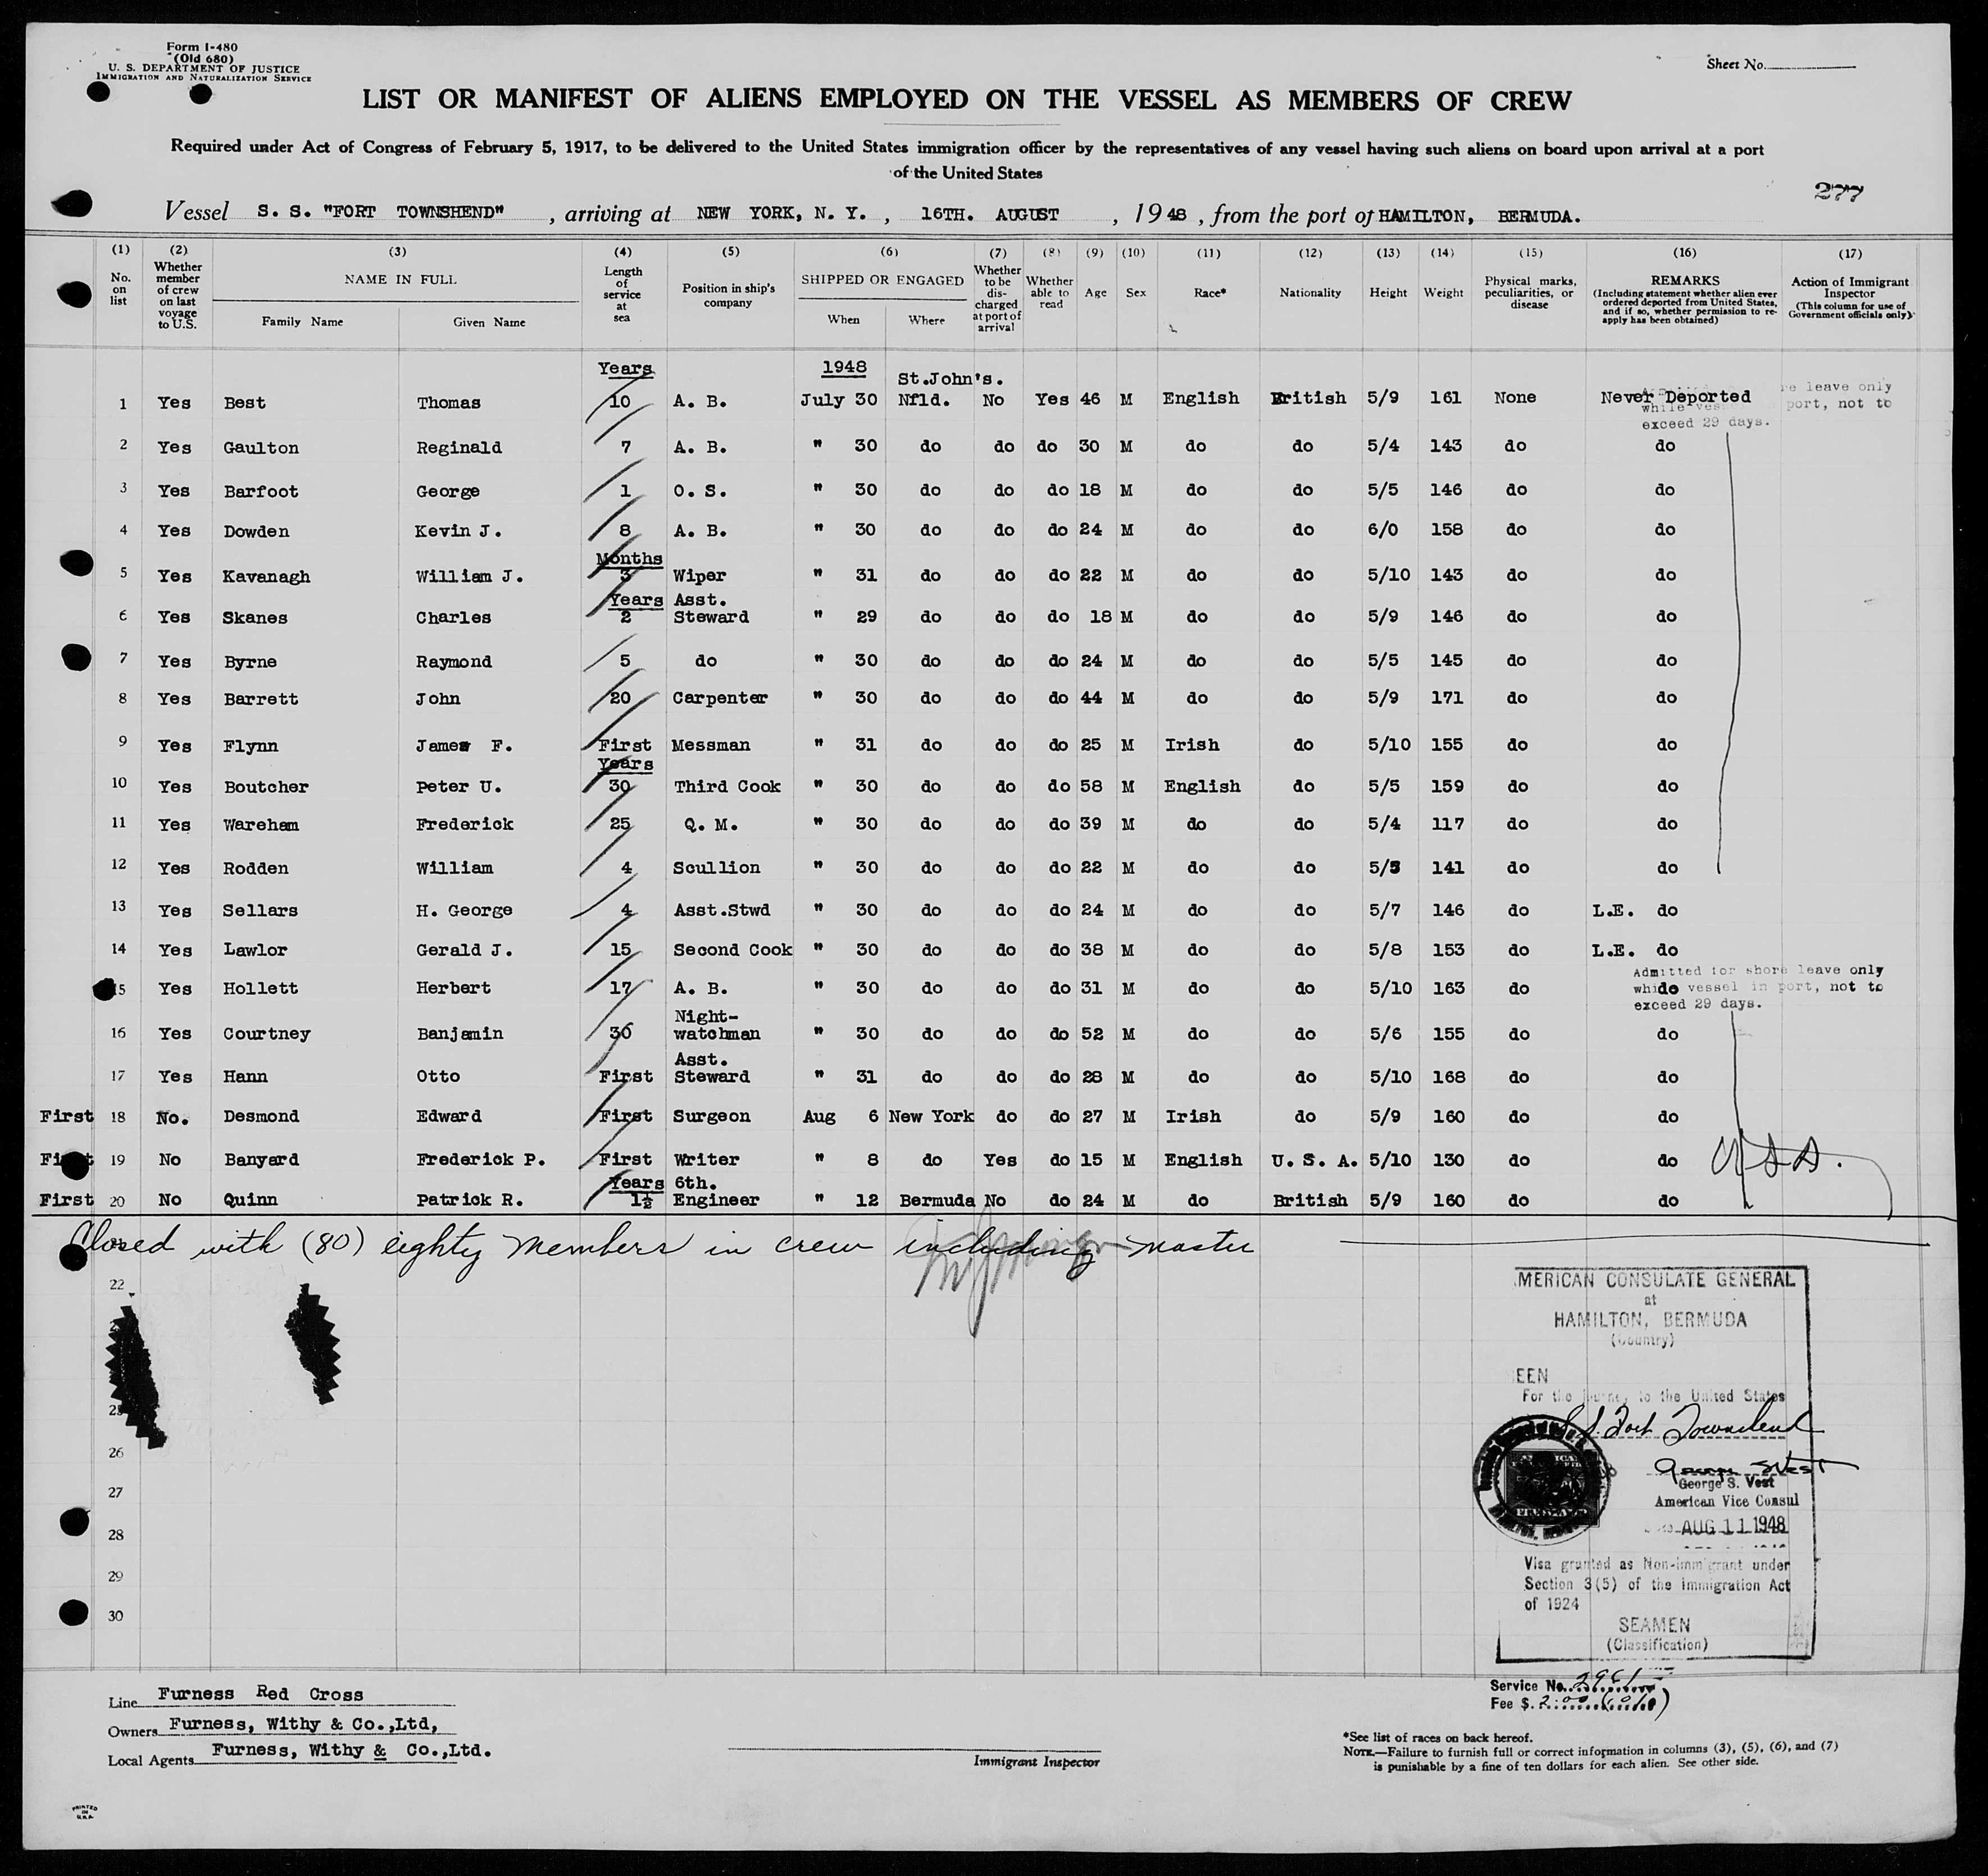 Form I-480
(Old 680)
U. S. DEPARTMENT OF JUSTICE
IMMIGRATION AND NATURALIZATION SERVICE
Sheet No.
LIST OR MANIFEST OF ALIENS EMPLOYED ON THE VESSEL AS MEMBERS OF CREW
Required under Act of Congress of February 5, 1917, to be delivered to the United States immigration officer by the representatives of any vessel having such aliens on board upon arrival at a port
of the United States
277
Vessel S. S. "FORT TOWNSHEND", arriving at NEW YORK, N. Y., 16TH. AUGUST, 1948, from the port of HAMILTON, BERMUDA.
(1) No. on list
(2) Whether member of crew on last voyage to U.S.
(3) NAME IN FULL
Family Name Given Name
(4) Length of service at sea
(5) Position in ship's company
(6) SHIPPED OR ENGAGED
When Where
(7) Whether to be discharged at port of arrival
(8) Whether able to read
(9) Age
(10) Sex
(11) Race*
(12) Nationality
(13) Height
(14) Weight
(15) Physical marks, peculiarities, or disease
(16) REMARKS
(Including statement whether alien ever ordered deported from United States, and if so, whether permission to re-apply has been obtained)
(17) Action of Immigrant Inspector
(This column for use of Government officials only)
Years 1948 St.John's.
1 Yes Best Thomas 10 A. B. July 30 Nfld. No Yes 46 M English British 5/9 161 None Never Deported
re leave only
port, not to
exceed 29 days.
2 Yes Gaulton Reginald 7 A. B. " 30 do do do 30 M do do 5/4 143 do do
3 Yes Barfoot George 1 O. S. " 30 do do do 18 M do do 5/5 146 do do
4 Yes Dowden Kevin J. 8 A. B. " 30 do do do 24 M do do 6/0 158 do do
Months
5 Yes Kavanagh William J. 3 Wiper " 31 do do do 22 M do do 5/10 143 do do
Years Asst.
6 Yes Skanes Charles 2 Steward " 29 do do do 18 M do do 5/9 146 do do
7 Yes Byrne Raymond 5 do " 30 do do do 24 M do do 5/5 145 do do
8 Yes Barrett John 20 Carpenter " 30 do do do 44 M do do 5/9 171 do do
9 Yes Flynn James F. First Messman " 31 do do do 25 M Irish do 5/10 155 do do
Years
10 Yes Boutcher Peter U. 30 Third Cook " 30 do do do 58 M English do 5/5 159 do do
11 Yes Wareham Frederick 25 Q. M. " 30 do do do 39 M do do 5/4 117 do do
12 Yes Rodden William 4 Scullion " 30 do do do 22 M do do 5/5 141 do do
13 Yes Sellars H. George 4 Asst.Stwd " 30 do do do 24 M do do 5/7 146 do L.E. do
14 Yes Lawlor Gerald J. 15 Second Cook " 30 do do do 38 M do do 5/8 153 do L.E. do
Admitted for shore leave only
15 Yes Hollett Herbert 17 A. B. " 30 do do do 31 M do do 5/10 163 do do
while vessel in port, not to
exceed 29 days.
Night-
16 Yes Courtney Banjamin 30 watchman " 30 do do do 52 M do do 5/6 155 do do
Asst.
17 Yes Hann Otto First Steward " 31 do do do 28 M do do 5/10 168 do do
First 18 No. Desmond Edward First Surgeon Aug 6 New York do do 27 M Irish do 5/9 160 do do
First 19 No Banyard Frederick P. First Writer " 8 do Yes do 15 M English U. S. A. 5/10 130 do do
USA.
Years 6th.
First 20 No Quinn Patrick R. 1½ Engineer " 12 Bermuda No do 24 M do British 5/9 160 do do
Closed with (80) eighty members in crew including master
22
25
26
27
28
29
30
MERICAN CONSULATE GENERAL
at
HAMILTON, BERMUDA
(Country)
EEN
For the journey to the United States
S.S. Fort Townshend
George S Vest
George S. Vest
American Vice Consul
AUG 11 1948
Visa granted as Non-immigrant under
Section 3(5) of the Immigration Act
of 1924
SEAMEN
(Classification)
Service No. 2961
Fee $ 2.00
Line Furness Red Cross
Owners Furness, Withy & Co.,Ltd,
Local Agents Furness, Withy & Co.,Ltd.
Immigrant Inspector
*See list of races on back hereof.
NOTE.—Failure to furnish full or correct information in columns (3), (5), (6), and (7)
is punishable by a fine of ten dollars for each alien. See other side.
PRINTED
IN
U.S.A.